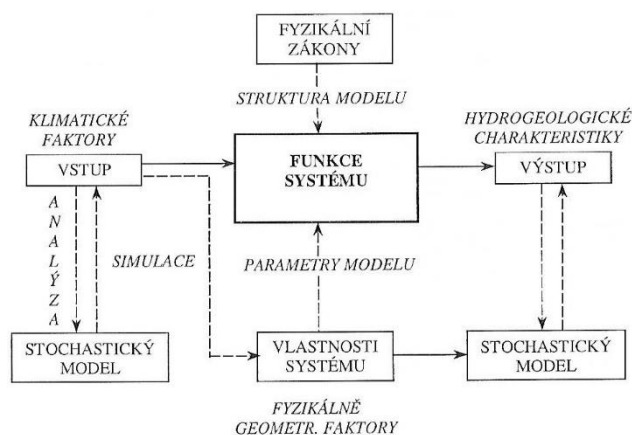 FYZIKÁLNÍ
ZÁKONY
STRUKTURA MODELU
KLIMATICKÉ
FAKTORY
HYDROGEOLOGICKÉ
CHARAKTERISTIKY
VSTUP
FUNKCE
SYSTÉMU
VÝSTUP
ANALÝZA
SIMULACE
PARAMETRY MODELU
STOCHASTICKÝ
MODEL
VLASTNOSTI
SYSTÉMU
STOCHASTICKÝ
MODEL
FYZIKÁLNĚ
GEOMETR. FAKTORY